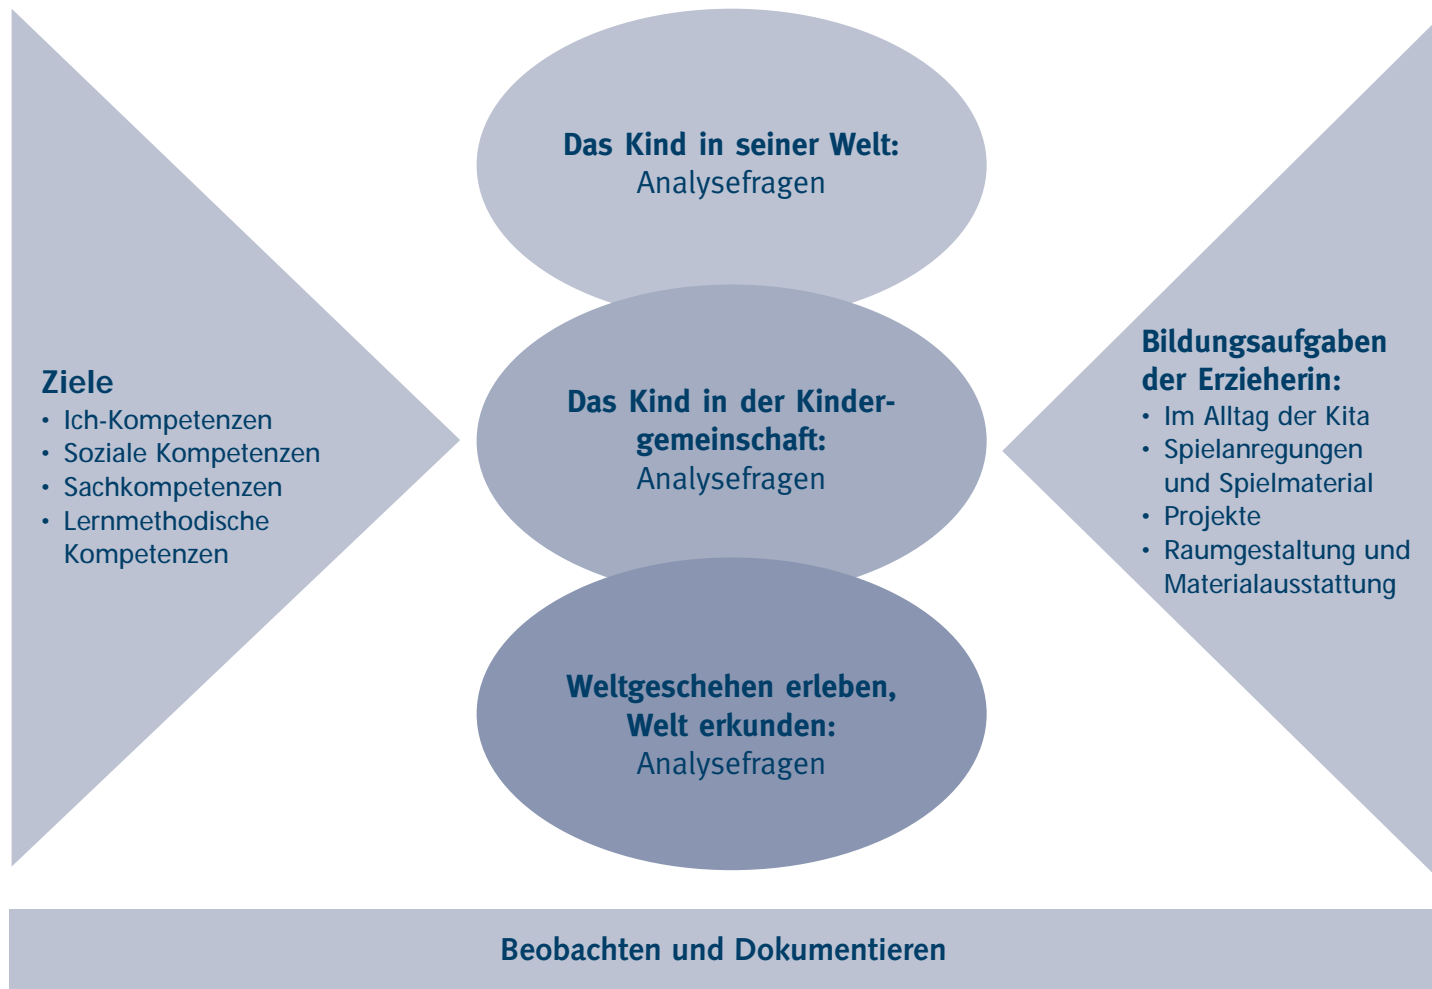 Ziele
• Ich-Kompetenzen
• Soziale Kompetenzen
• Sachkompetenzen
• Lernmethodische
Kompetenzen
Das Kind in seiner Welt:
Analysefragen
Das Kind in der Kinder-
gemeinschaft:
Analysefragen
Weltgeschehen erleben,
Welt erkunden:
Analysefragen
Bildungsaufgaben
der Erzieherin:
• Im Alltag der Kita
• Spielanregungen
und Spielmaterial
• Projekte
• Raumgestaltung und
Materialausstattung
Beobachten und Dokumentieren